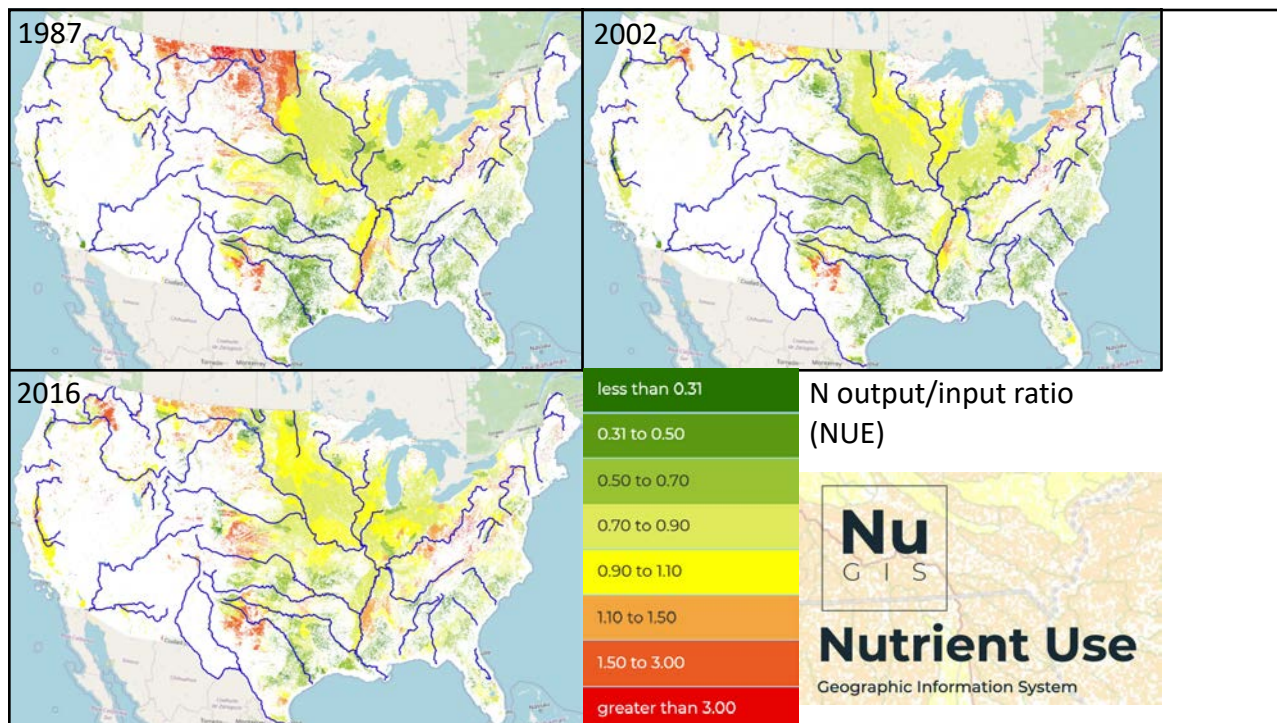 1987
2002
2016
less than 0.31
0.31 to 0.50
0.50 to 0.70
0.70 to 0.90
0.90 to 1.10
1.10 to 1.50
1.50 to 3.00
greater than 3.00
N output/input ratio
(NUE)
Nu
GIS
Nutrient Use
Geographic Information System